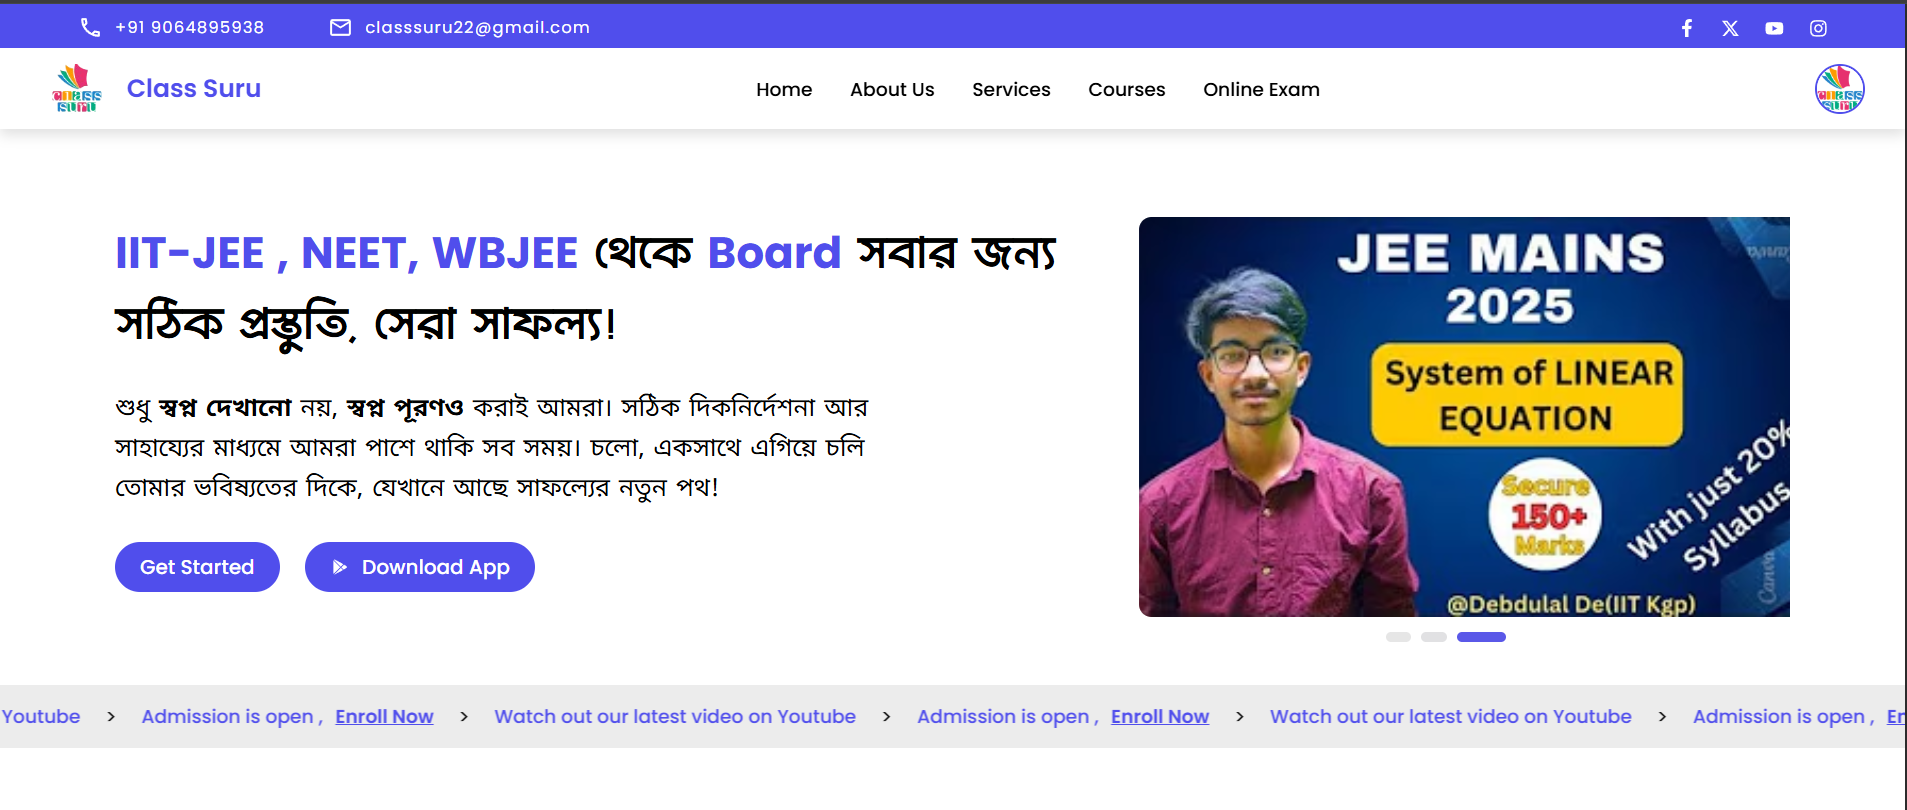 +91 9064895938
classsuru22@gmail.com
CLASS
SURU
Class Suru
Home
About Us
Services
Courses
Online Exam
CLASS
SURU
IIT-JEE , NEET, WBJEE থেকে Board সবার জন্য
সঠিক প্রস্তুতি, সেরা সাফল্য!
শুধু স্বপ্ন দেখানো নয়, স্বপ্ন পূরণও করাই আমরা। সঠিক দিকনির্দেশনা আর
সাহায্যের মাধ্যমে আমরা পাশে থাকি সব সময়। চলো, একসাথে এগিয়ে চলি
তোমার ভবিষ্যতের দিকে, যেখানে আছে সাফল্যের নতুন পথ!
Get Started
Download App
JEE MAINS
2025
System of LINEAR
EQUATION
Secure
150+
Marks
With just 20%
Syllabus
@Debdulal De(IIT Kgp)
Canva
Youtube > Admission is open , Enroll Now > Watch out our latest video on Youtube > Admission is open , Enroll Now > Watch out our latest video on Youtube > Admission is open ,